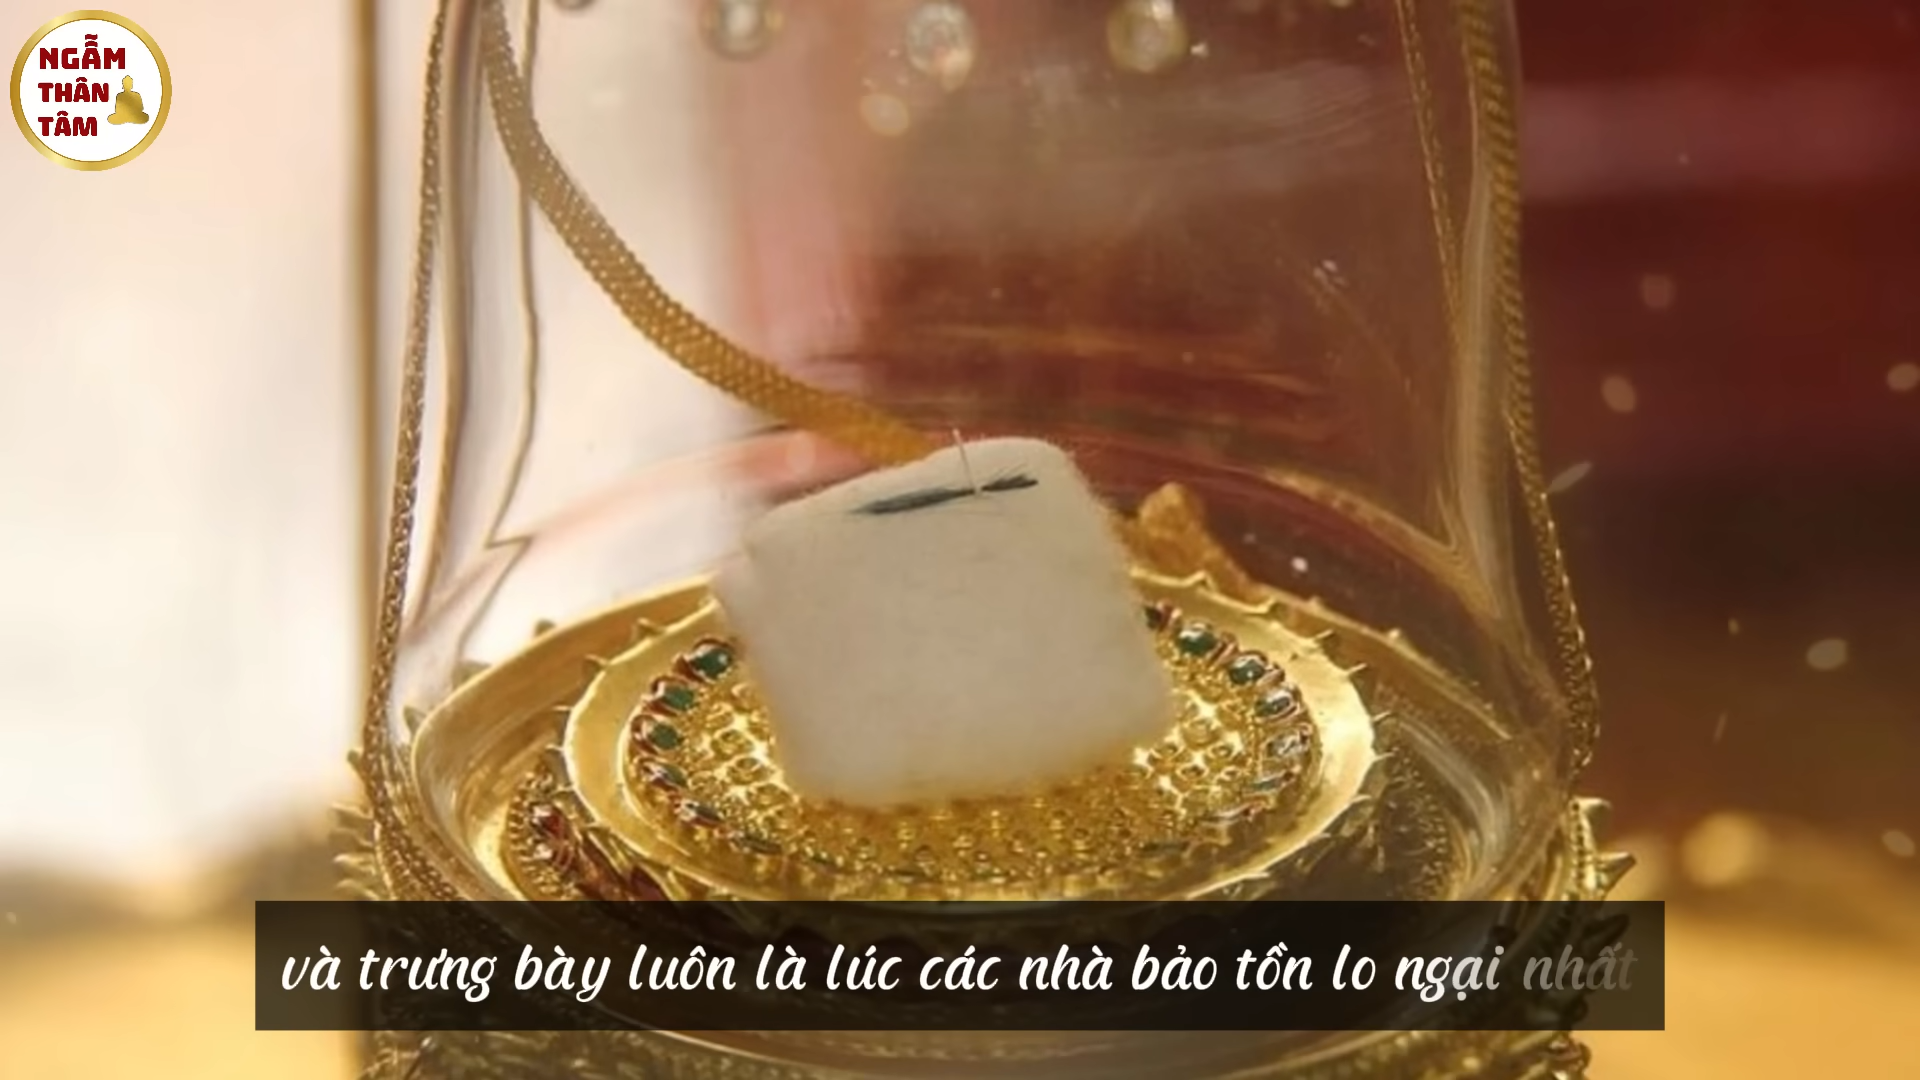 NGẪM
THÂN
TÂM
và trưng bày luôn là lúc các nhà bảo tồn lo ngại nhất